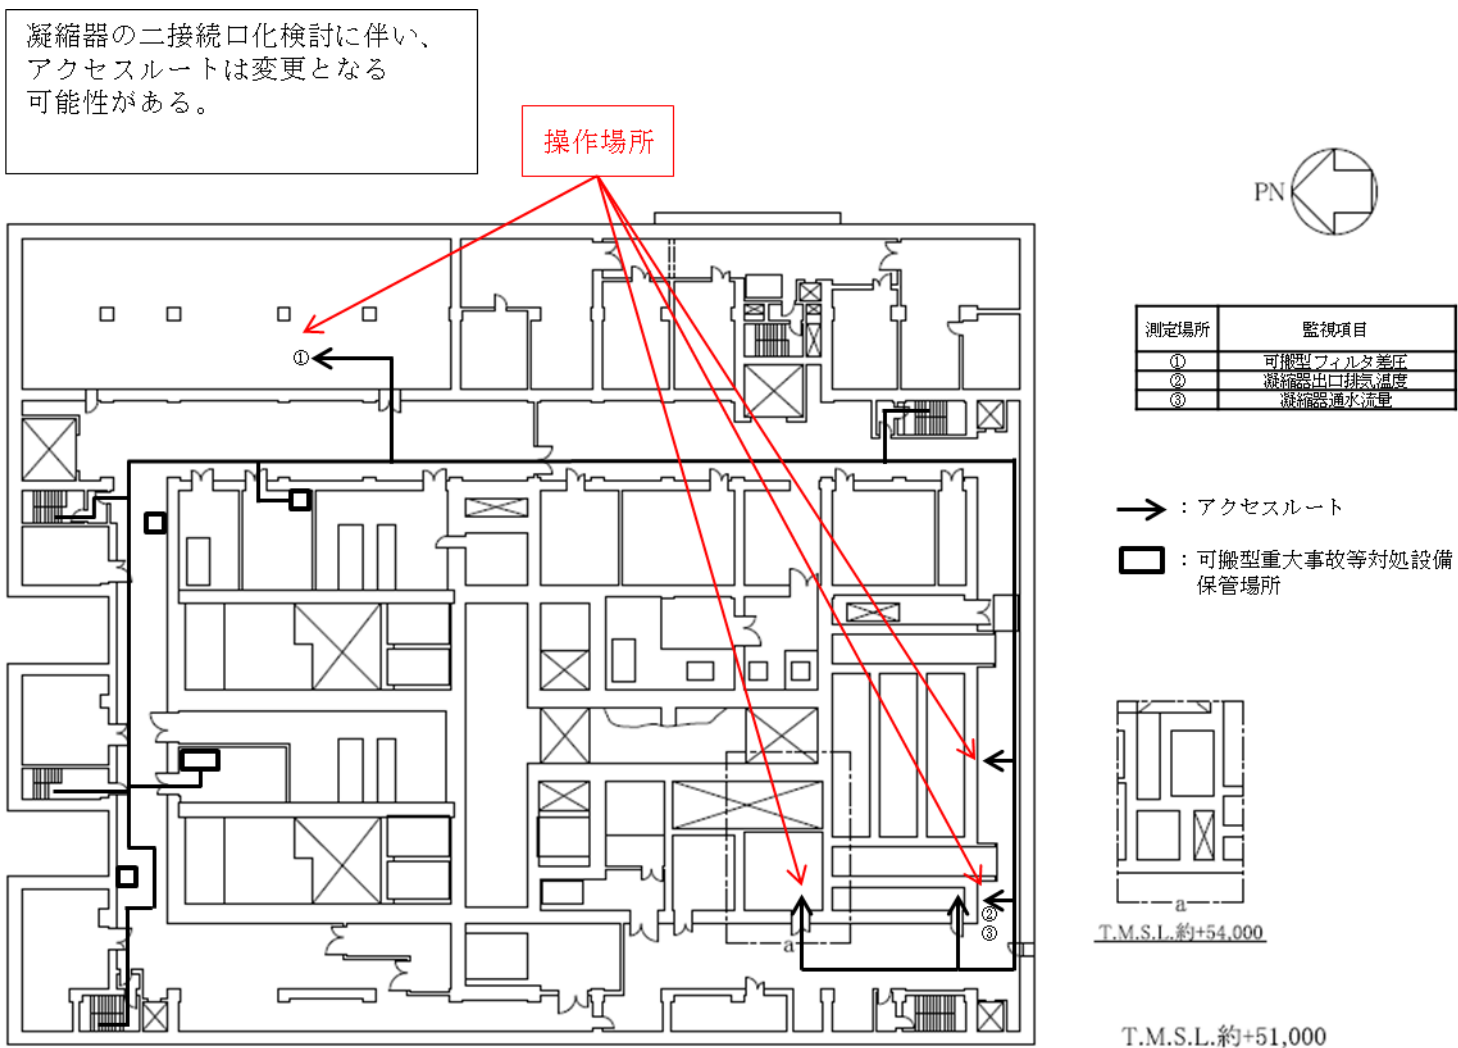 凝縮器の二接続口化検討に伴い、
アクセスルートは変更となる
可能性がある。
操作場所
PN
測定場所 監視項目
① 可搬型フィルタ差圧
② 凝縮器出口排気温度
③ 凝縮器通水流量
①
：アクセスルート
：可搬型重大事故等対処設備
保管場所
②
③
a
a
T.M.S.L.約+54,000
T.M.S.L.約+51,000